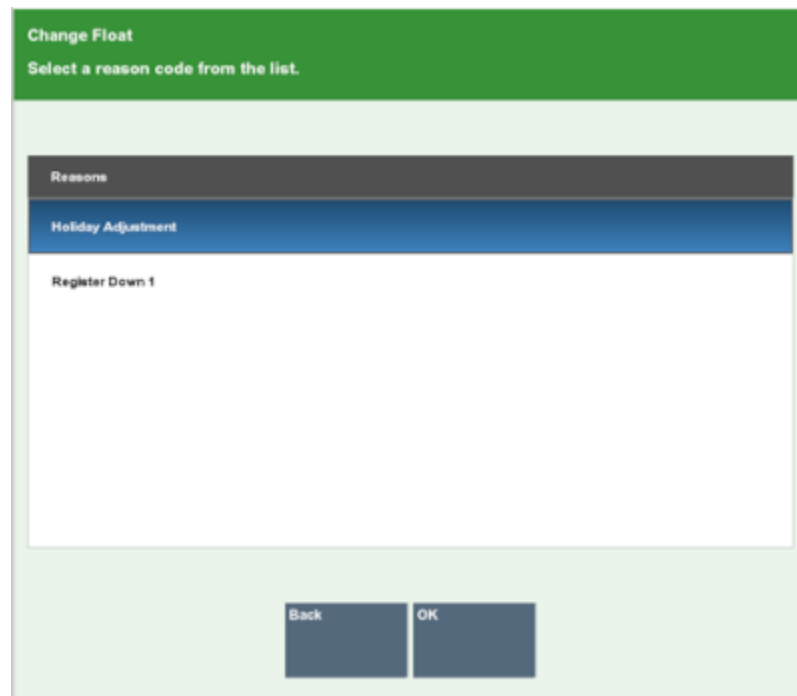 Change Float
Select a reason code from the list.
Reasons
Holiday Adjustment
Register Down 1
Back
OK